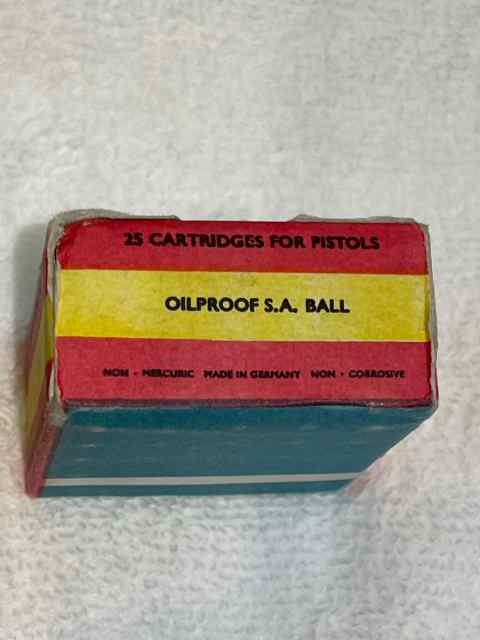 25 CARTRIDGES FOR PISTOLS
OILPROOF S.A. BALL
NON - MERCURIC MADE IN GERMANY NON - CORROSIVE